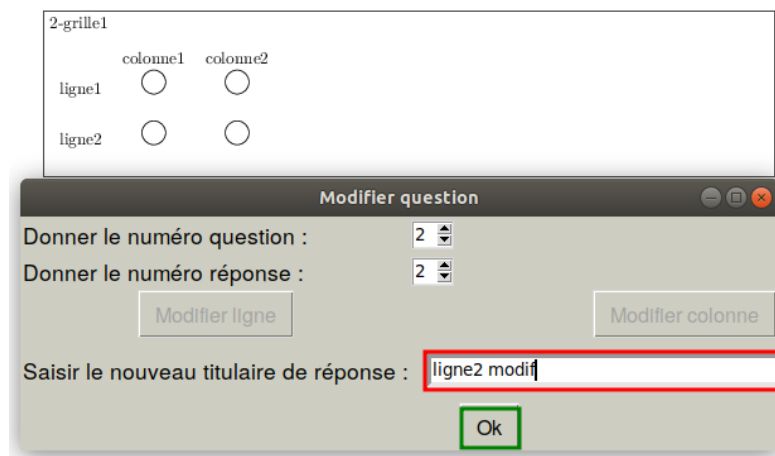 2-grille1
colonne1 colonne2
ligne1
ligne2
Modifier question
Donner le numéro question : 2
Donner le numéro réponse : 2
Modifier ligne Modifier colonne
Saisir le nouveau titulaire de réponse : ligne2 modif
Ok